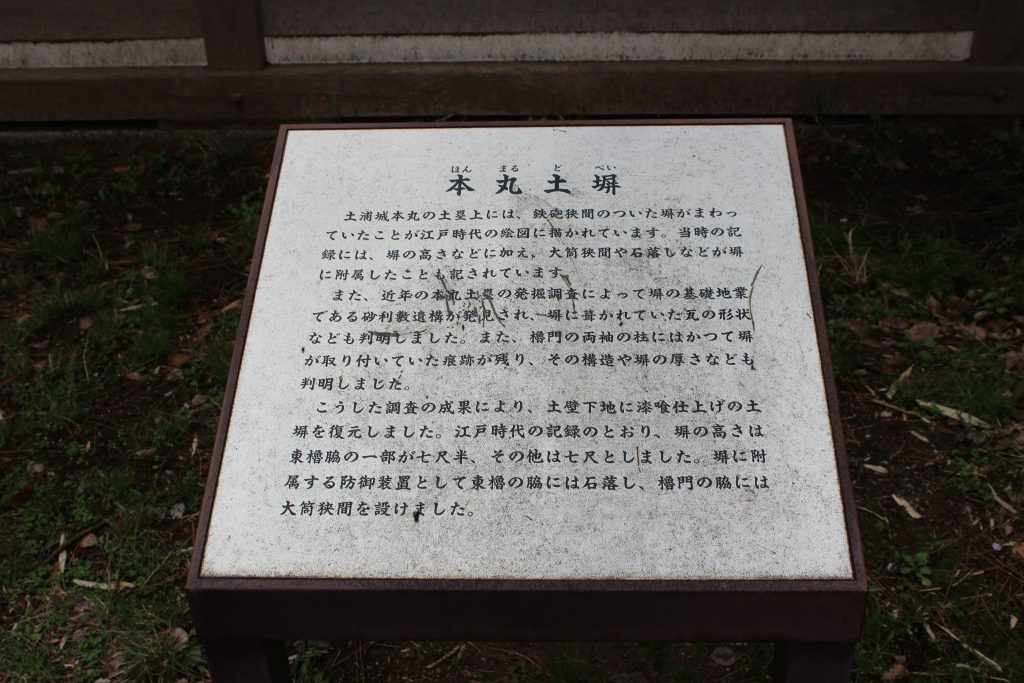 ほん まる ど べい
本丸土塀
土浦城本丸の土塁上には、鉄砲狭間のついた塀がまわっ
ていたことが江戸時代の絵図に描かれています。当時の記
録には、塀の高さなどに加え、大筒狭間や石落しなどが塀
に附属したことも記されています。
また、近年の本丸土塁の発掘調査によって塀の基礎地業
である砂利敷遺構が発見され、塀に葺かれていた瓦の形状
なども判明しました。また、櫓門の両袖の柱にはかつて塀
が取り付いていた痕跡が残り、その構造や塀の厚さなども
判明しました。
こうした調査の成果により、土壁下地に漆喰仕上げの土
塀を復元しました。江戸時代の記録のとおり、塀の高さは
東櫓脇の一部が七尺半、その他は七尺としました。塀に附
属する防御装置として東櫓の脇には石落し、櫓門の脇には
大筒狭間を設けました。